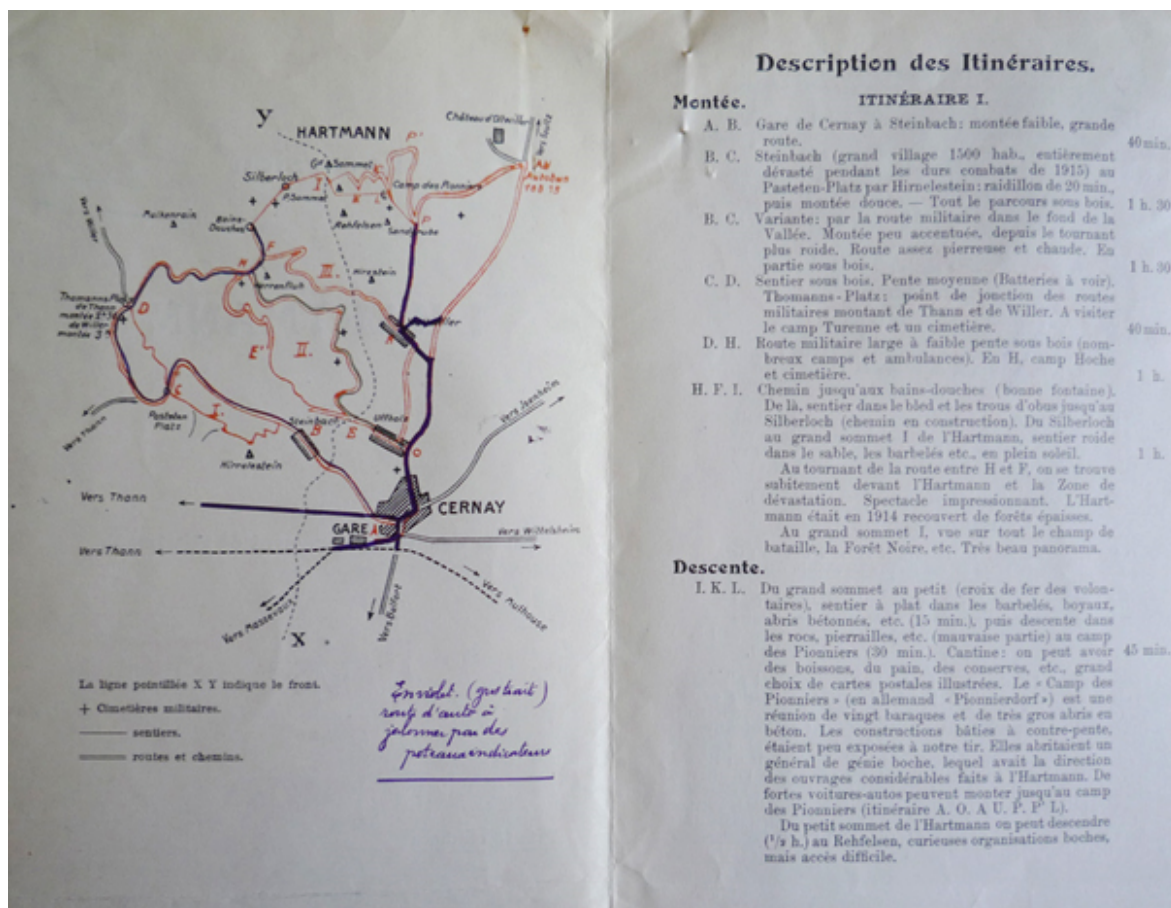 Y
HARTMANN
Château d'Ollwiller
Vers Soultz
Gd Sommet
P'
Silberloch
I
K
L
Camp des Pionniers
P. Sommet
Molkenrain
Bains-
Douches
Rehfelsen
P
Sandgrube
Vers Willer
F
H
III.
Hirzstein
Herrenfluh
Thomanns Platz
de Thann
montée 2h30
de Willer
montée 3h
D
E'
II.
R
C
I.
Pasteten
Platz
Vers Thann
Steinbach
B
E
Uffholz
O
Vers Isenheim
Hirnelestein
Vers Thann
CERNAY
GARE
A
Vers Wittelsheim
Vers Thann
Vers Massevaux
X
Vers Belfort
Vers Mulhouse
La ligne pointillée X Y indique le front.
+ Cimetières militaires.
sentiers.
routes et chemins.
En violet. (gros trait)
route d'auto à
jalonner par des
poteaux indicateurs
Description des Itinéraires.
Montée. ITINÉRAIRE I.
A. B. Gare de Cernay à Steinbach: montée faible, grande
route. 40 min.
B. C. Steinbach (grand village 1500 hab., entièrement
dévasté pendant les durs combats de 1915) au
Pasteten-Platz par Hirnelestein: raidillon de 20 min.,
puis montée douce. — Tout le parcours sous bois. 1 h. 30
B. C. Variante: par la route militaire dans le fond de la
Vallée. Montée peu accentuée, depuis le tournant
plus roide. Route assez pierreuse et chaude. En
partie sous bois. 1 h. 30
C. D. Sentier sous bois. Pente moyenne (Batteries à voir).
Thomanns-Platz: point de jonction des routes
militaires montant de Thann et de Willer. A visiter
le camp Turenne et un cimetière. 40 min.
D. H. Route militaire large à faible pente sous bois (nom-
breux camps et ambulances). En H, camp Hoche
et cimetière. 1 h.
H. F. I. Chemin jusqu'aux bains-douches (bonne fontaine).
De là, sentier dans le bled et les trous d'obus jusqu'au
Silberloch (chemin en construction). Du Silberloch
au grand sommet I de l'Hartmann, sentier roide
dans le sable, les barbelés etc., en plein soleil. 1 h.
Au tournant de la route entre H et F, on se trouve
subitement devant l'Hartmann et la Zone de
dévastation. Spectacle impressionnant. L'Hart-
mann était en 1914 recouvert de forêts épaisses.
Au grand sommet I, vue sur tout le champ de
bataille, la Forêt Noire, etc. Très beau panorama.
Descente.
I. K. L. Du grand sommet au petit (croix de fer des volon-
taires), sentier à plat dans les barbelés, boyaux,
abris bétonnés, etc. (15 min.), puis descente dans
les rocs, pierrailles, etc. (mauvaise partie) au camp
des Pionniers (30 min.). Cantine: on peut avoir 45 min.
des boissons, du pain, des conserves, etc., grand
choix de cartes postales illustrées. Le « Camp des
Pionniers » (en allemand « Pionnierdorf ») est une
réunion de vingt baraques et de très gros abris en
béton. Les constructions bâties à contre-pente,
étaient peu exposées à notre tir. Elles abritaient un
général de génie boche, lequel avait la direction
des ouvrages considérables faits à l'Hartmann. De
fortes voitures-autos peuvent monter jusqu'au camp
des Pionniers (itinéraire A. O. A U. P. P' L).
Du petit sommet de l'Hartmann on peut descendre
(1/2 h.) au Rehfelsen, curieuses organisations boches,
mais accès difficile.